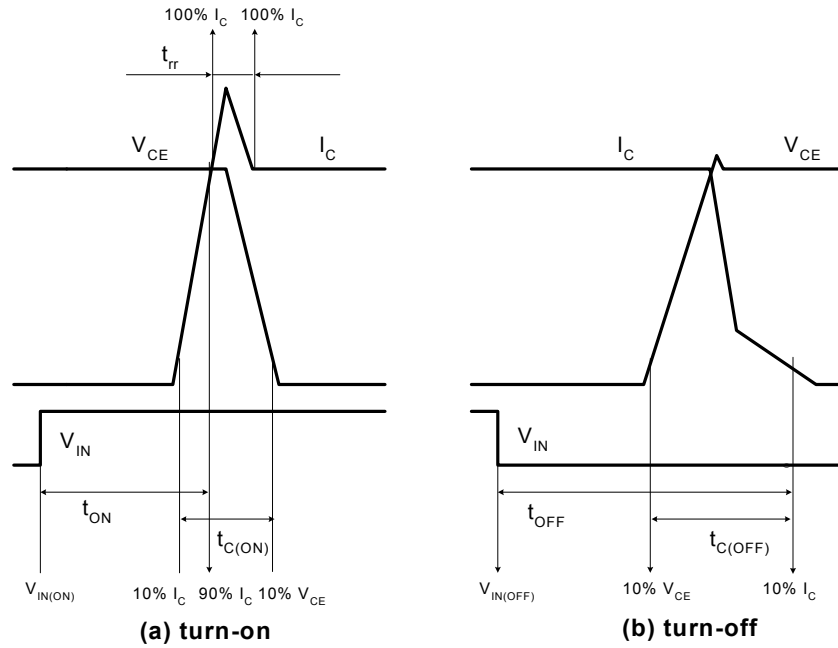 100% I_C 100% I_C
t_rr
V_CE I_C
V_IN
t_ON
t_C(ON)
V_IN(ON) 10% I_C 90% I_C 10% V_CE
(a) turn-on
I_C V_CE
V_IN
t_OFF
t_C(OFF)
V_IN(OFF) 10% V_CE 10% I_C
(b) turn-off